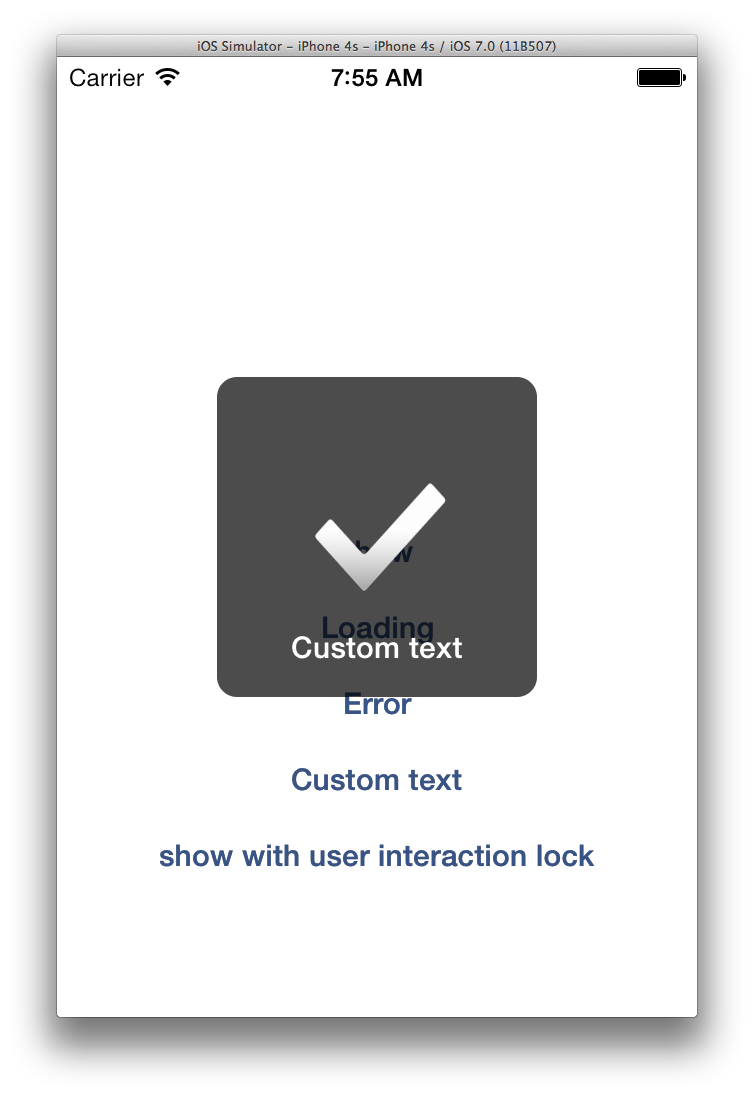 iOS Simulator – iPhone 4s – iPhone 4s / iOS 7.0 (11B507)
Carrier 7:55 AM
Loading
Custom text
Error
Custom text
show with user interaction lock